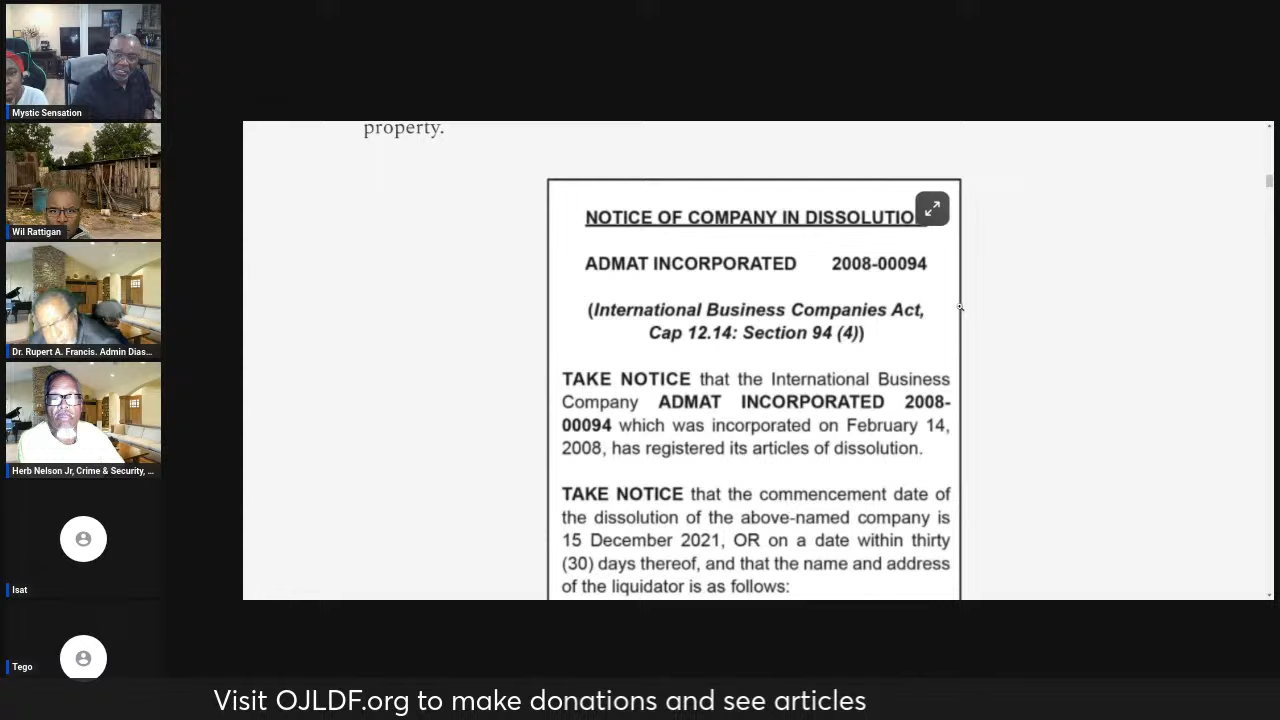 Mystic Sensation
Wil Rattigan
Dr. Rupert A. Francis. Admin Dias...
Herb Nelson Jr, Crime & Security, ...
Isat
Tego
property.
NOTICE OF COMPANY IN DISSOLUTIO
ADMAT INCORPORATED 2008-00094
(International Business Companies Act,
Cap 12.14: Section 94 (4))
TAKE NOTICE that the International Business
Company ADMAT INCORPORATED 2008-
00094 which was incorporated on February 14,
2008, has registered its articles of dissolution.
TAKE NOTICE that the commencement date of
the dissolution of the above-named company is
15 December 2021, OR on a date within thirty
(30) days thereof, and that the name and address
of the liquidator is as follows:
Visit OJLDF.org to make donations and see articles